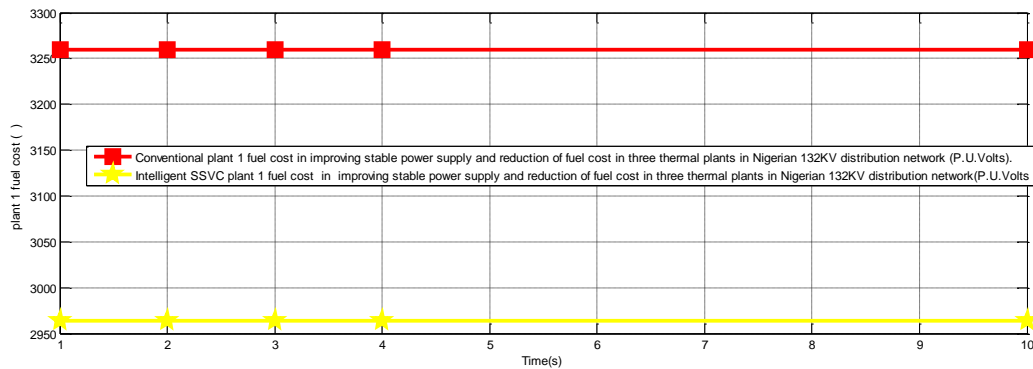 3300
3250
3200
3150
3100
3050
3000
2950
plant 1 fuel cost ( )
Conventional plant 1 fuel cost in improving stable power supply and reduction of fuel cost in three thermal plants in Nigerian 132KV distribution network (P.U.Volts).
Intelligent SSVC plant 1 fuel cost in improving stable power supply and reduction of fuel cost in three thermal plants in Nigerian 132KV distribution network(P.U.Volts
1 2 3 4 5 6 7 8 9 10
Time(s)